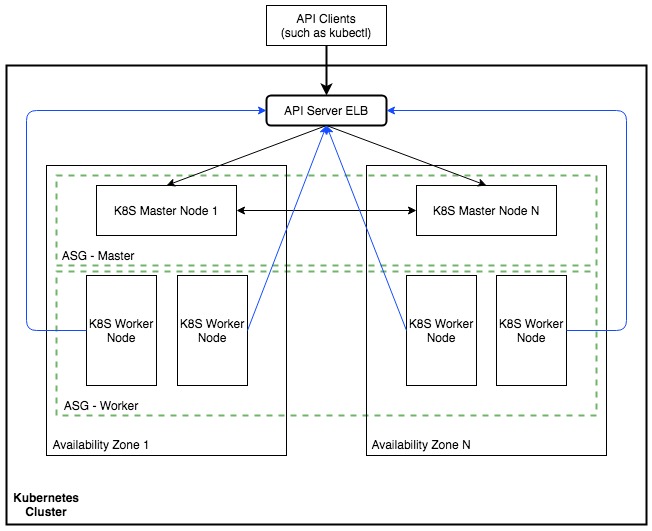 API Clients
(such as kubectl)
API Server ELB
K8S Master Node 1
K8S Master Node N
ASG - Master
K8S Worker
Node
K8S Worker
Node
K8S Worker
Node
K8S Worker
Node
ASG - Worker
Availability Zone 1
Availability Zone N
Kubernetes
Cluster